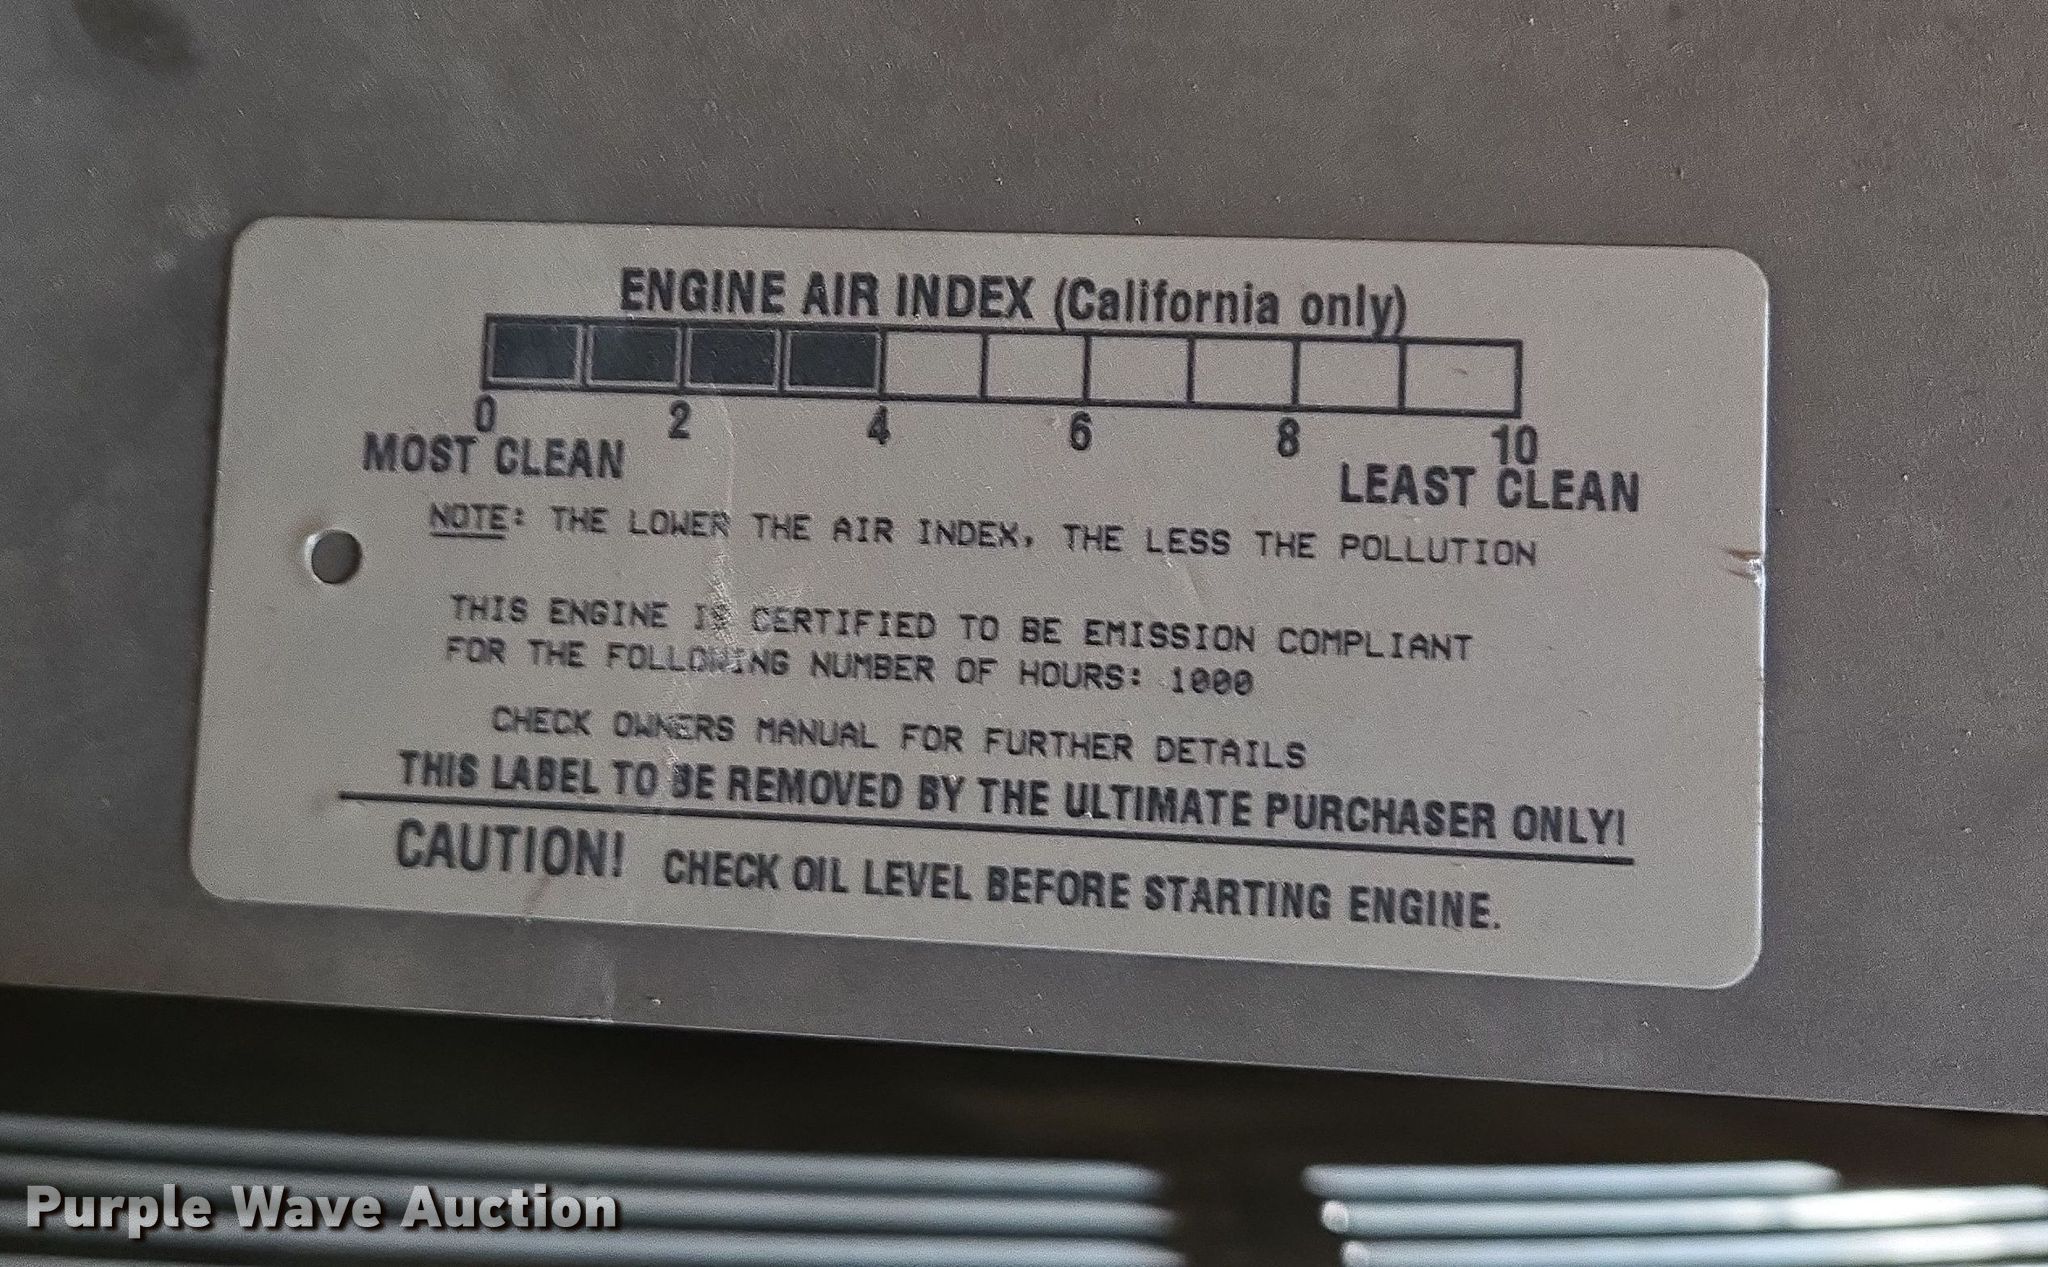 ENGINE AIR INDEX (California only)
0 2 4 6 8 10
MOST CLEAN LEAST CLEAN
NOTE: THE LOWER THE AIR INDEX, THE LESS THE POLLUTION
THIS ENGINE IS CERTIFIED TO BE EMISSION COMPLIANT
FOR THE FOLLOWING NUMBER OF HOURS: 1000
CHECK OWNERS MANUAL FOR FURTHER DETAILS
THIS LABEL TO BE REMOVED BY THE ULTIMATE PURCHASER ONLY!
CAUTION! CHECK OIL LEVEL BEFORE STARTING ENGINE.
Purple Wave Auction